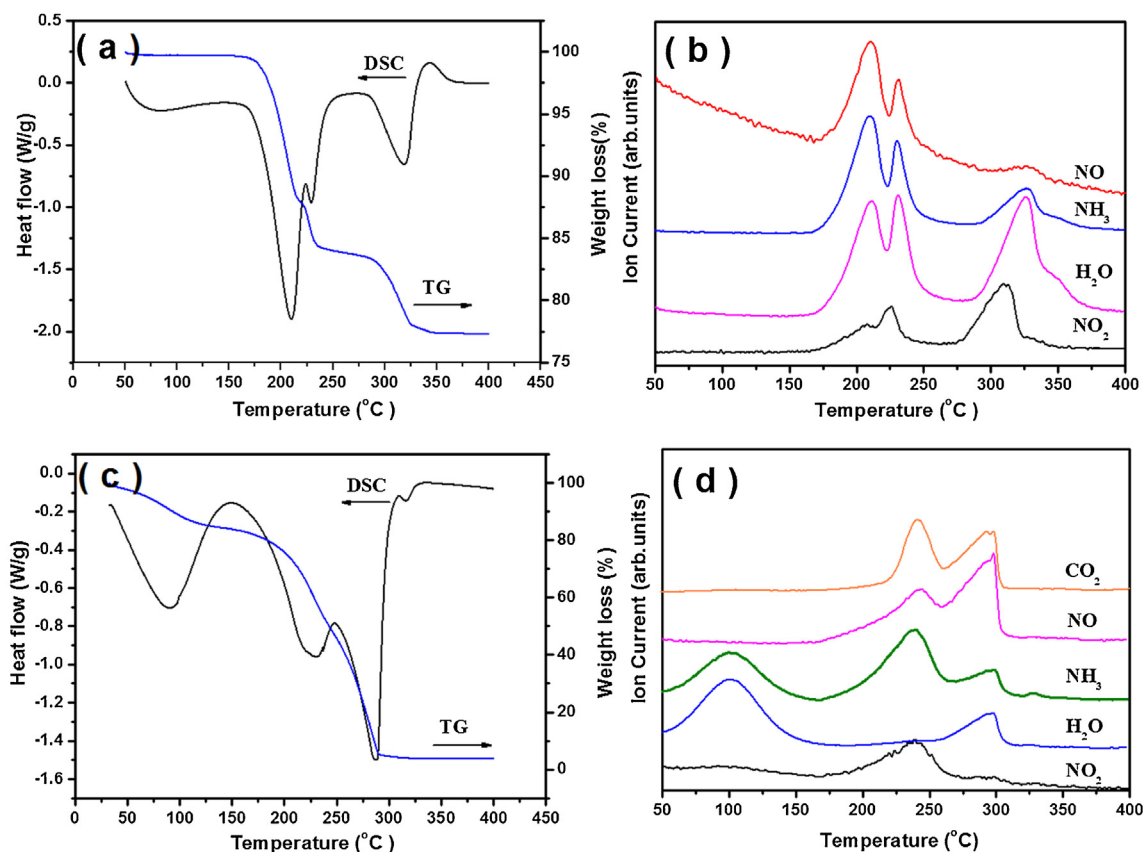 ( a )
DSC
TG
0.0
-0.5
-1.0
-1.5
-2.0
Heat flow (W/g)
100
95
90
85
80
75
Weight loss(%)
0 50 100 150 200 250 300 350 400 450
Temperature (°C )
( b )
NO
NH₃
H₂O
NO₂
Ion Current (arb.units)
50 100 150 200 250 300 350 400
Temperature (°C )
( c )
DSC
TG
0.0
-0.2
-0.4
-0.6
-0.8
-1.0
-1.2
-1.4
-1.6
Heat flow (W/g)
100
80
60
40
20
0
Weight loss (%)
0 50 100 150 200 250 300 350 400 450
Temperature (°C )
( d )
CO₂
NO
NH₃
H₂O
NO₂
Ion Current (arb.units)
50 100 150 200 250 300 350 400
Temperature (°C )